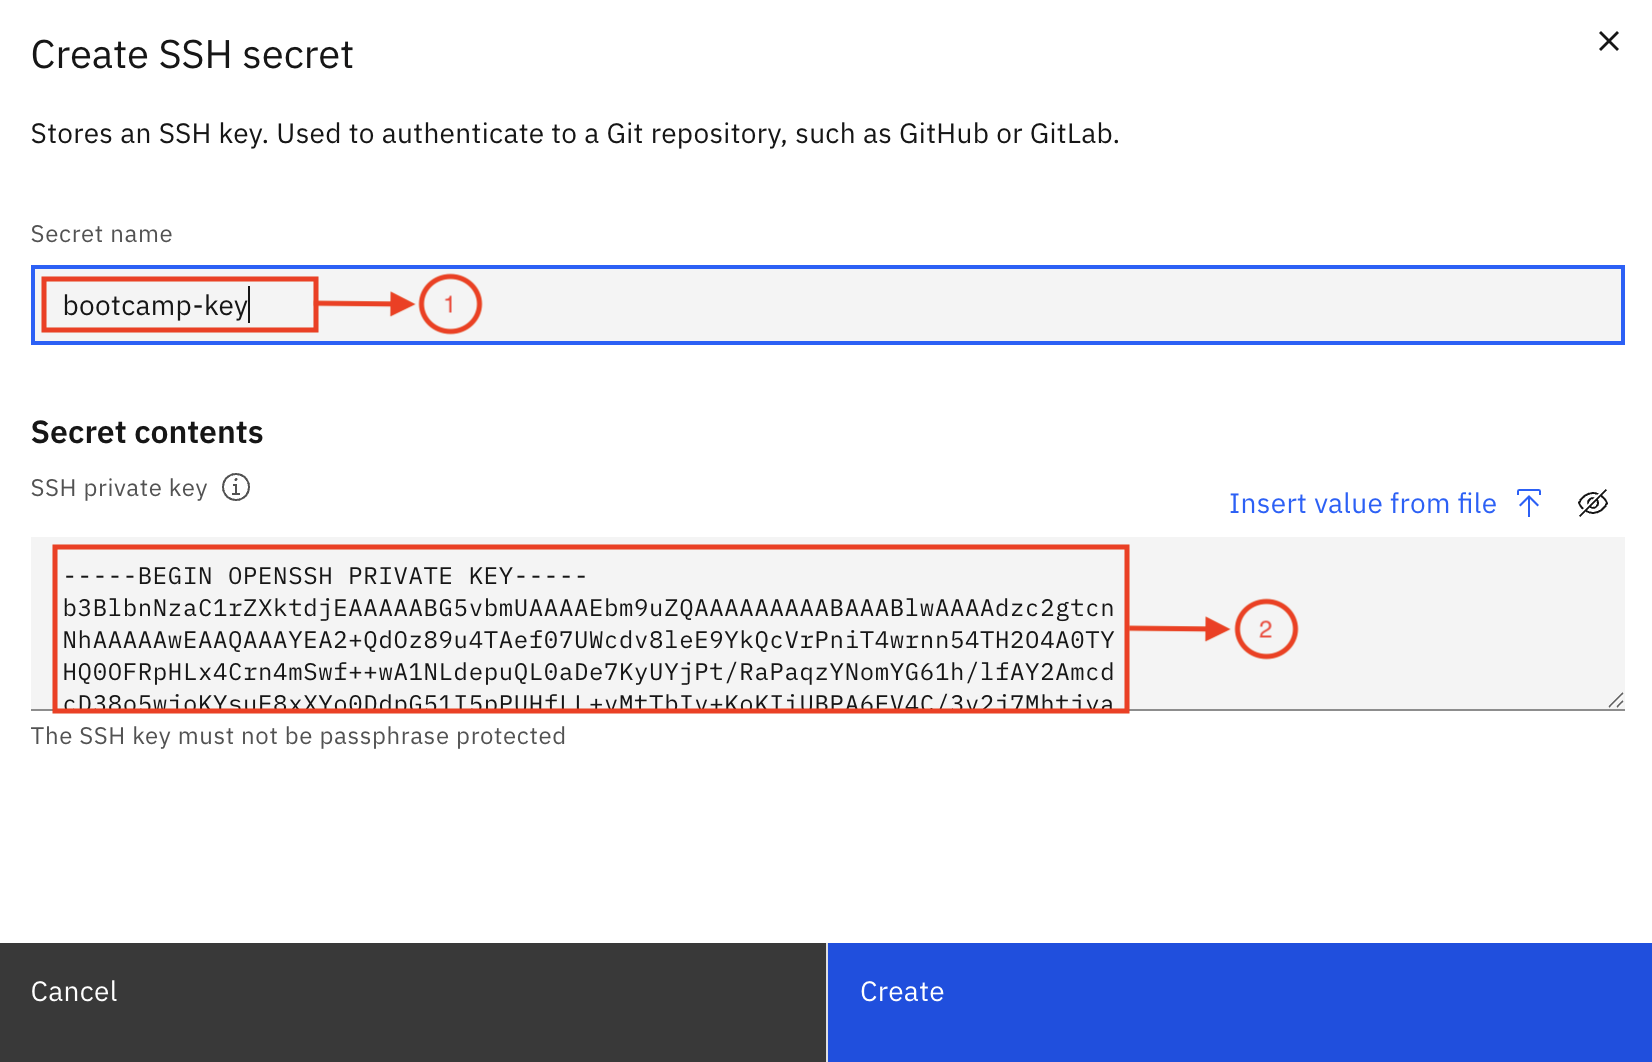 Create SSH secret
Stores an SSH key. Used to authenticate to a Git repository, such as GitHub or GitLab.
Secret name
bootcamp-key
1
Secret contents
SSH private key
Insert value from file
-----BEGIN OPENSSH PRIVATE KEY-----
b3BlbnNzaC1rZXktdjEAAAAABG5vbmUAAAAEbm9uZQAAAAAAAAABAAABlwAAAAdzc2gtcn
NhAAAAAwEAAQAAAYEA2+QdOz89u4TAef07UWcdv8leE9YkQcVrPniT4wrnn54TH2O4A0TY
HQ0OFRpHLx4Crn4mSwf++wA1NLdepuQL0aDe7KyUYjPt/RaPaqzYNomYG61h/lfAY2Amcd
2
The SSH key must not be passphrase protected
Cancel
Create